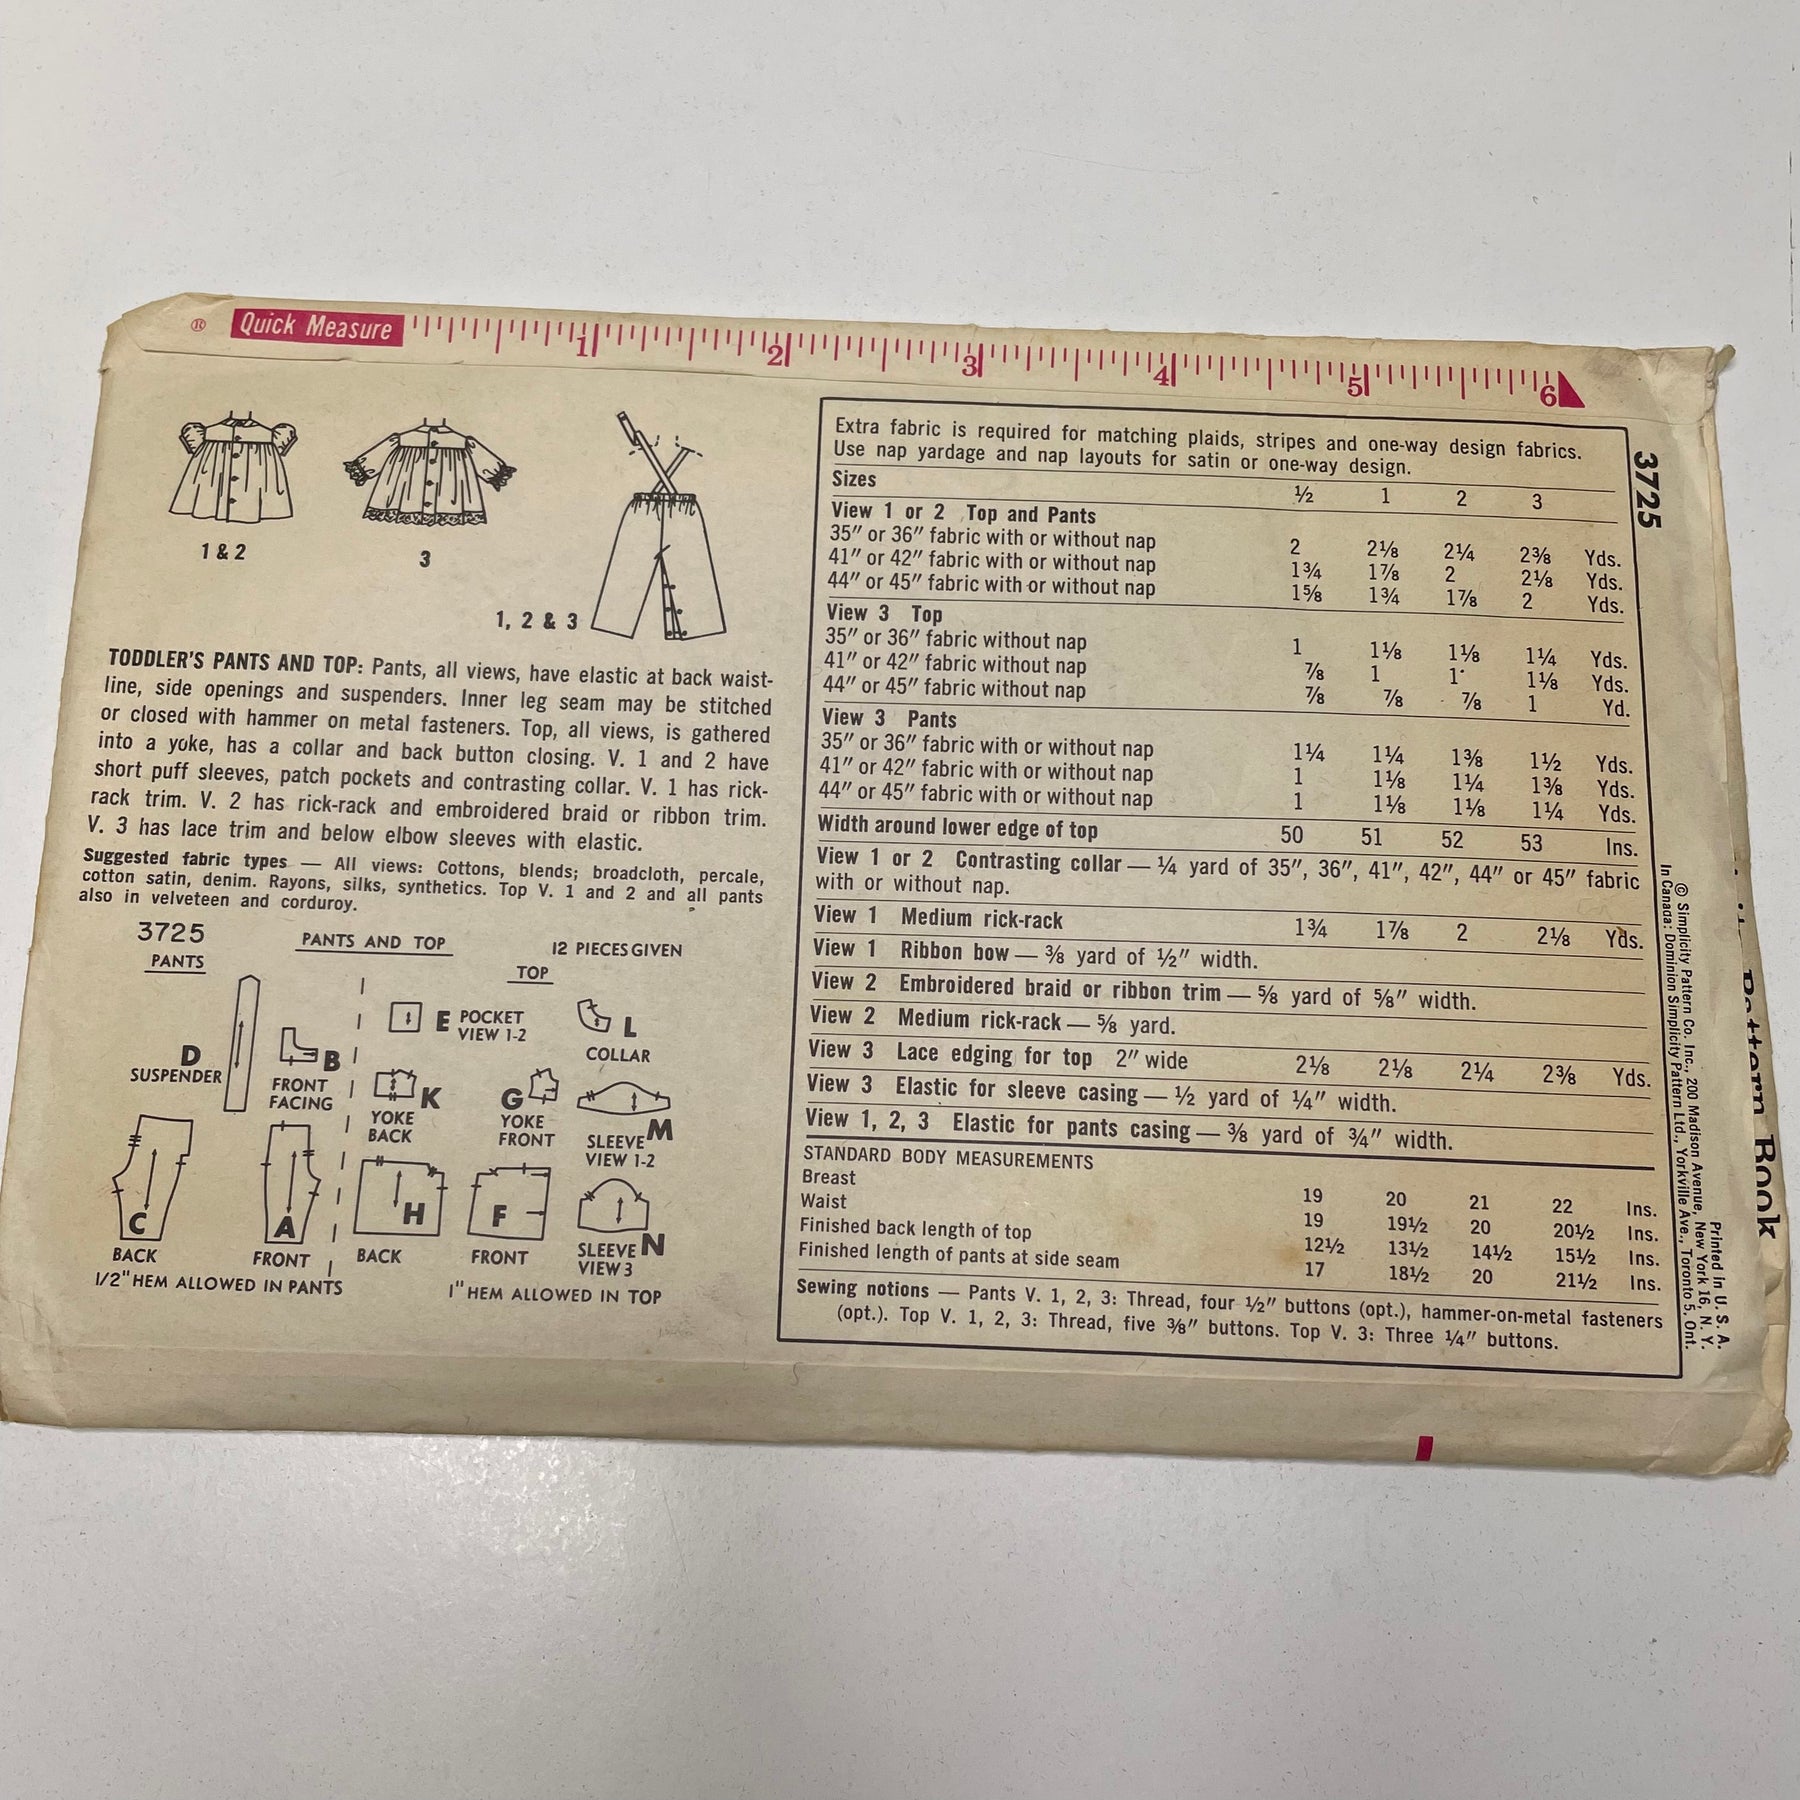 ® Quick Measure 1 2 3 4 5 6
1 & 2
3
1, 2 & 3
TODDLER'S PANTS AND TOP: Pants, all views, have elastic at back waist-
line, side openings and suspenders. Inner leg seam may be stitched
or closed with hammer on metal fasteners. Top, all views, is gathered
into a yoke, has a collar and back button closing. V. 1 and 2 have
short puff sleeves, patch pockets and contrasting collar. V. 1 has rick-
rack trim. V. 2 has rick-rack and embroidered braid or ribbon trim.
V. 3 has lace trim and below elbow sleeves with elastic.
Suggested fabric types — All views: Cottons, blends; broadcloth, percale,
cotton satin, denim. Rayons, silks, synthetics. Top V. 1 and 2 and all pants
also in velveteen and corduroy.
3725
PANTS AND TOP
12 PIECES GIVEN
PANTS
TOP
D
SUSPENDER
B
FRONT
FACING
C
BACK
A
FRONT
1/2" HEM ALLOWED IN PANTS
E POCKET
VIEW 1-2
L
COLLAR
K
YOKE
BACK
G
YOKE
FRONT
M
SLEEVE
VIEW 1-2
H
BACK
F
FRONT
N
SLEEVE
VIEW 3
1" HEM ALLOWED IN TOP
Extra fabric is required for matching plaids, stripes and one-way design fabrics.
Use nap yardage and nap layouts for satin or one-way design.
Sizes ½ 1 2 3
View 1 or 2 Top and Pants
35" or 36" fabric with or without nap 2 2⅛ 2¼ 2⅜ Yds.
41" or 42" fabric with or without nap 1¾ 1⅞ 2 2⅛ Yds.
44" or 45" fabric with or without nap 1⅝ 1¾ 1⅞ 2 Yds.
View 3 Top
35" or 36" fabric without nap 1 1⅛ 1⅛ 1¼ Yds.
41" or 42" fabric without nap ⅞ 1 1 1⅛ Yds.
44" or 45" fabric without nap ⅞ ⅞ ⅞ 1 Yd.
View 3 Pants
35" or 36" fabric with or without nap 1¼ 1¼ 1⅜ 1½ Yds.
41" or 42" fabric with or without nap 1 1⅛ 1¼ 1⅜ Yds.
44" or 45" fabric with or without nap 1 1⅛ 1⅛ 1¼ Yds.
Width around lower edge of top 50 51 52 53 Ins.
View 1 or 2 Contrasting collar — ¼ yard of 35", 36", 41", 42", 44" or 45" fabric
with or without nap.
View 1 Medium rick-rack 1¾ 1⅞ 2 2⅛ Yds.
View 1 Ribbon bow — ⅜ yard of ½" width.
View 2 Embroidered braid or ribbon trim — ⅝ yard of ⅝" width.
View 2 Medium rick-rack — ⅝ yard.
View 3 Lace edging for top 2" wide 2⅛ 2⅛ 2¼ 2⅜ Yds.
View 3 Elastic for sleeve casing — ½ yard of ¼" width.
View 1, 2, 3 Elastic for pants casing — ⅜ yard of ¾" width.
STANDARD BODY MEASUREMENTS
Breast 19 20 21 22 Ins.
Waist 19 19½ 20 20½ Ins.
Finished back length of top 12½ 13½ 14½ 15½ Ins.
Finished length of pants at side seam 17 18½ 20 21½ Ins.
Sewing notions — Pants V. 1, 2, 3: Thread, four ½" buttons (opt.), hammer-on-metal fasteners
(opt.). Top V. 1, 2, 3: Thread, five ⅜" buttons. Top V. 3: Three ¼" buttons.
3725
Printed in U. S. A.
© Simplicity Pattern Co. Inc., 200 Madison Avenue, New York 16, N. Y.
In Canada: Dominion Simplicity Pattern Ltd., Yorkville Ave., Toronto 5, Ont.
Pattern Book